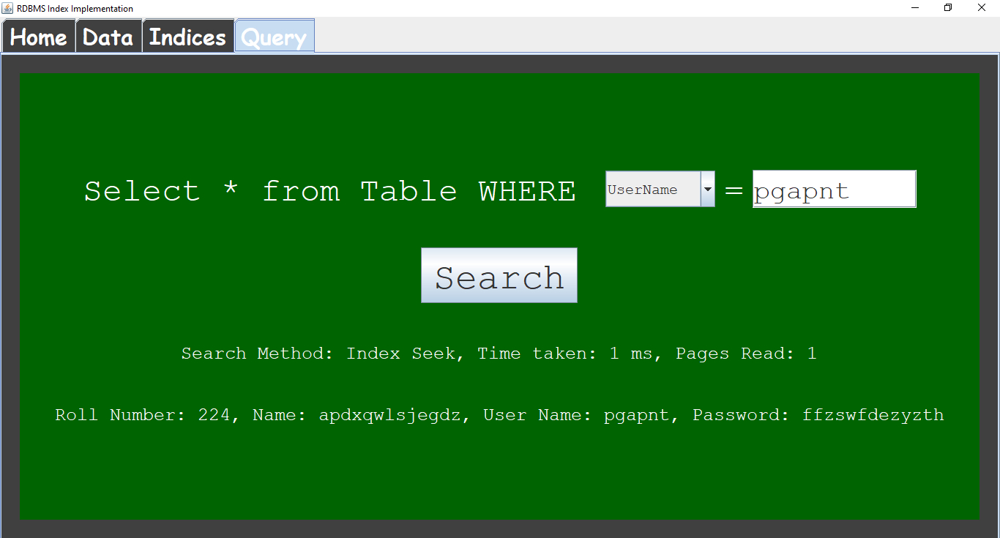 RDBMS Index Implementation
Home Data Indices Query
Select * from Table WHERE UserName = pgapnt
Search
Search Method: Index Seek, Time taken: 1 ms, Pages Read: 1
Roll Number: 224, Name: apdxqwlsjegdz, User Name: pgapnt, Password: ffzswfdezyzth